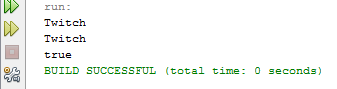 run:
Twitch
Twitch
true
BUILD SUCCESSFUL (total time: 0 seconds)